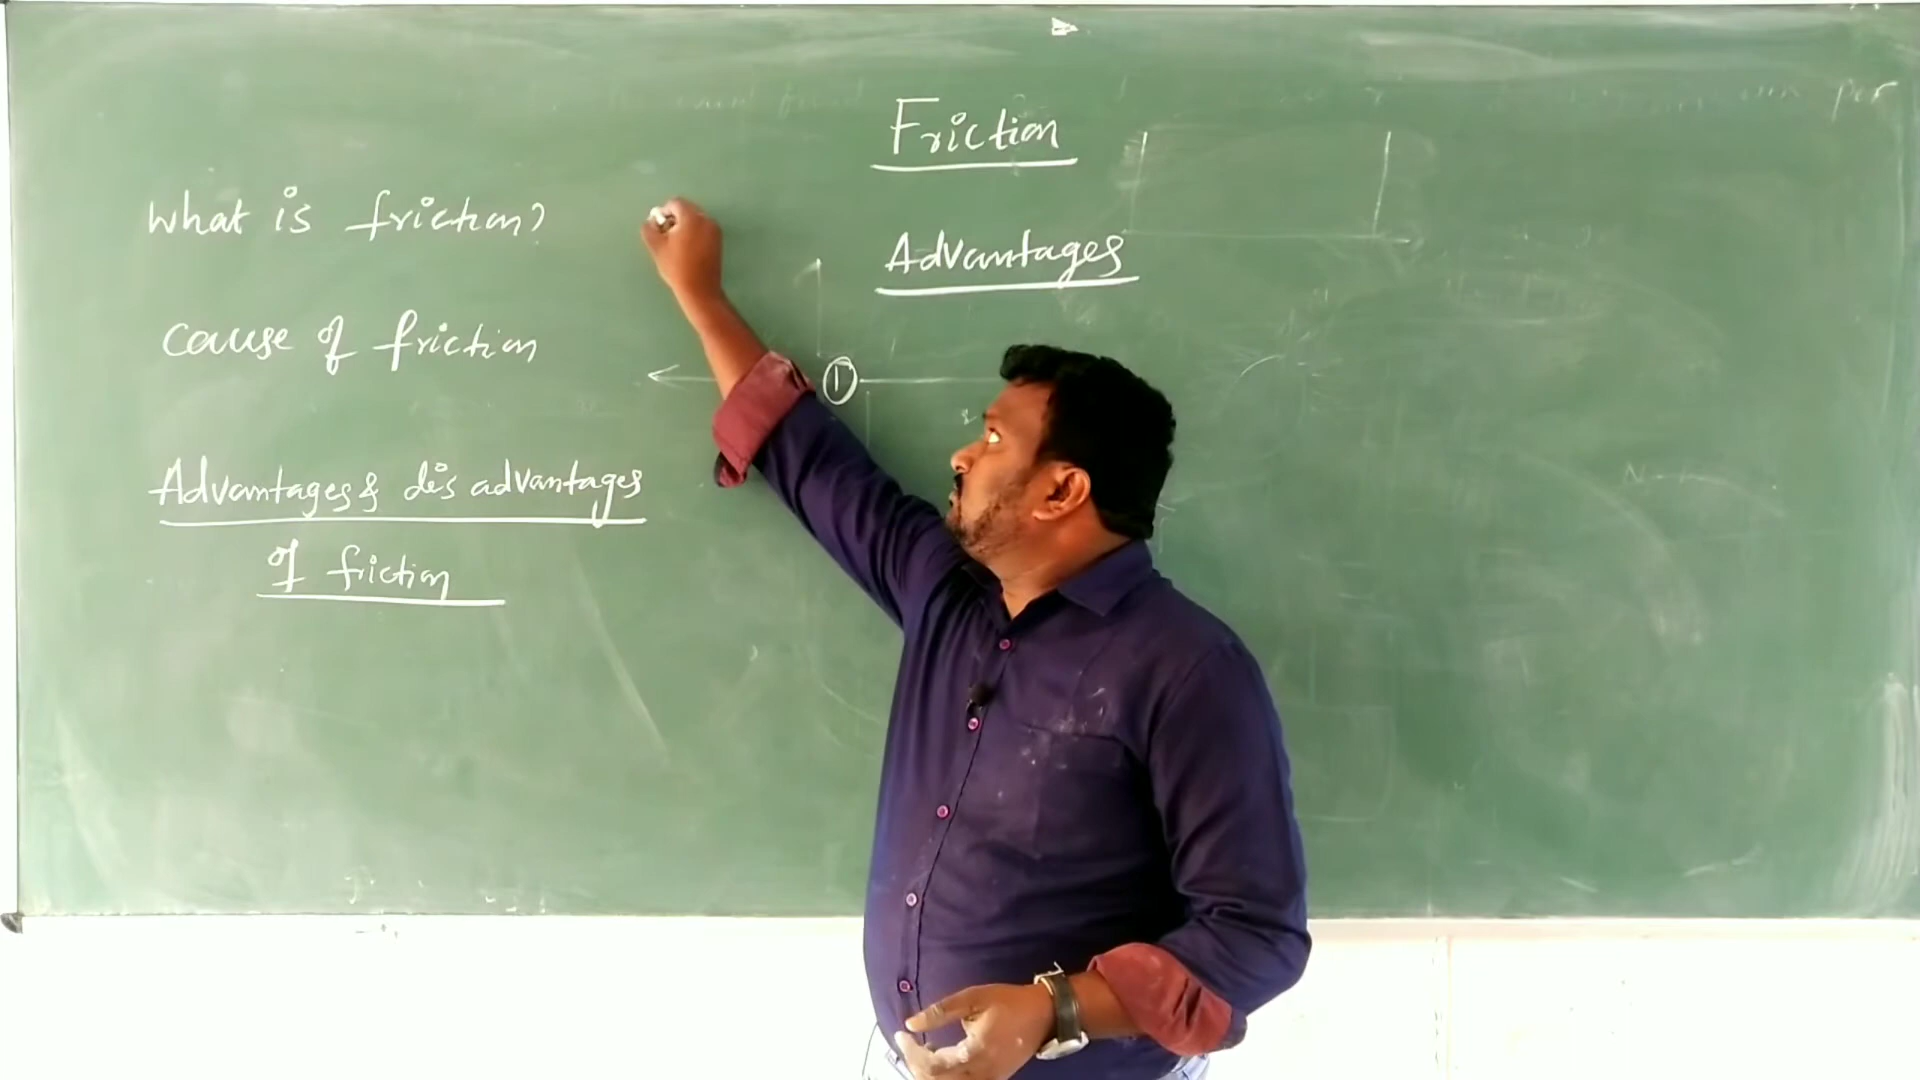 Friction
What is friction?
Advantages
cause of friction
1
Advantages & dis advantages
of friction